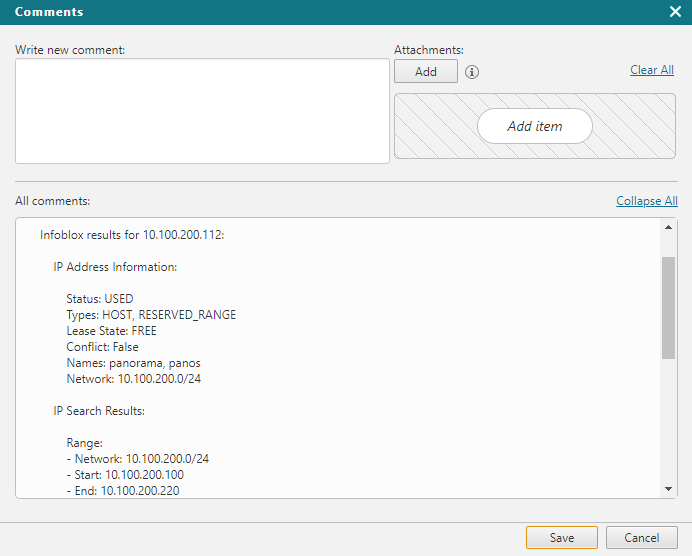 Comments
Write new comment:
Attachments:
Add
Clear All
Add item
All comments:
Collapse All
Infoblox results for 10.100.200.112:
IP Address Information:
Status: USED
Types: HOST, RESERVED_RANGE
Lease State: FREE
Conflict: False
Names: panorama, panos
Network: 10.100.200.0/24
IP Search Results:
Range:
- Network: 10.100.200.0/24
- Start: 10.100.200.100
- End: 10.100.200.220
Save
Cancel